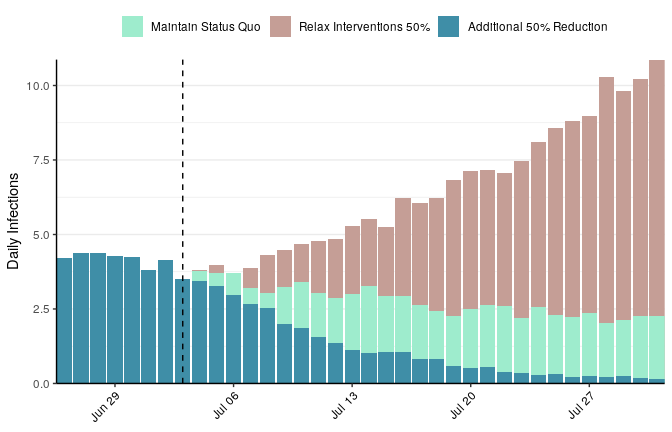 Maintain Status Quo Relax Interventions 50% Additional 50% Reduction
Daily Infections
10.0
7.5
5.0
2.5
0.0
Jun 29 Jul 06 Jul 13 Jul 20 Jul 27